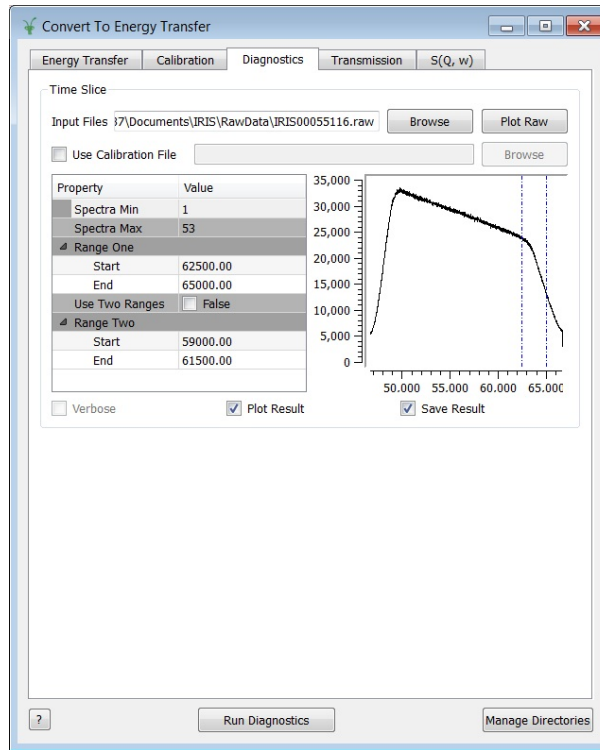 Convert To Energy Transfer
Energy Transfer Calibration Diagnostics Transmission S(Q, w)
Time Slice
Input Files 37\Documents\IRIS\RawData\IRIS00055116.raw Browse Plot Raw
Use Calibration File Browse
Property Value
Spectra Min 1
Spectra Max 53
Range One
Start 62500.00
End 65000.00
Use Two Ranges False
Range Two
Start 59000.00
End 61500.00
35,000
30,000
25,000
20,000
15,000
10,000
5,000
0
50.000 55.000 60.000 65.000
Verbose Plot Result Save Result
? Run Diagnostics Manage Directories